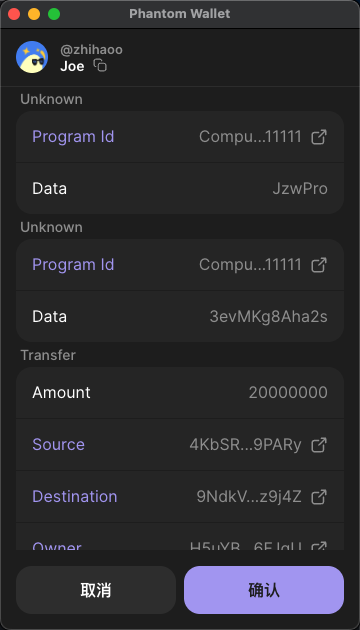 Phantom Wallet
@zhihaoo
Joe
Unknown
Program Id Compu...11111
Data JzwPro
Unknown
Program Id Compu...11111
Data 3evMKg8Aha2s
Transfer
Amount 20000000
Source 4KbSR...9PARy
Destination 9NdkV...z9j4Z
Owner
取消 确认